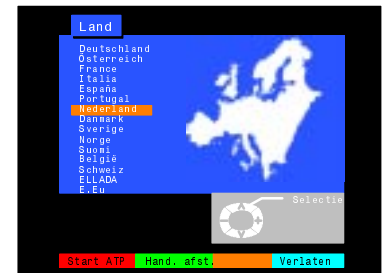 Land
Deutschland
Österreich
France
Italia
España
Portugal
Nederland
Danmark
Sverige
Norge
Suomi
België
Schweiz
ELLADA
E.Eu
Selectie
Start ATP Hand. afst. Verlaten